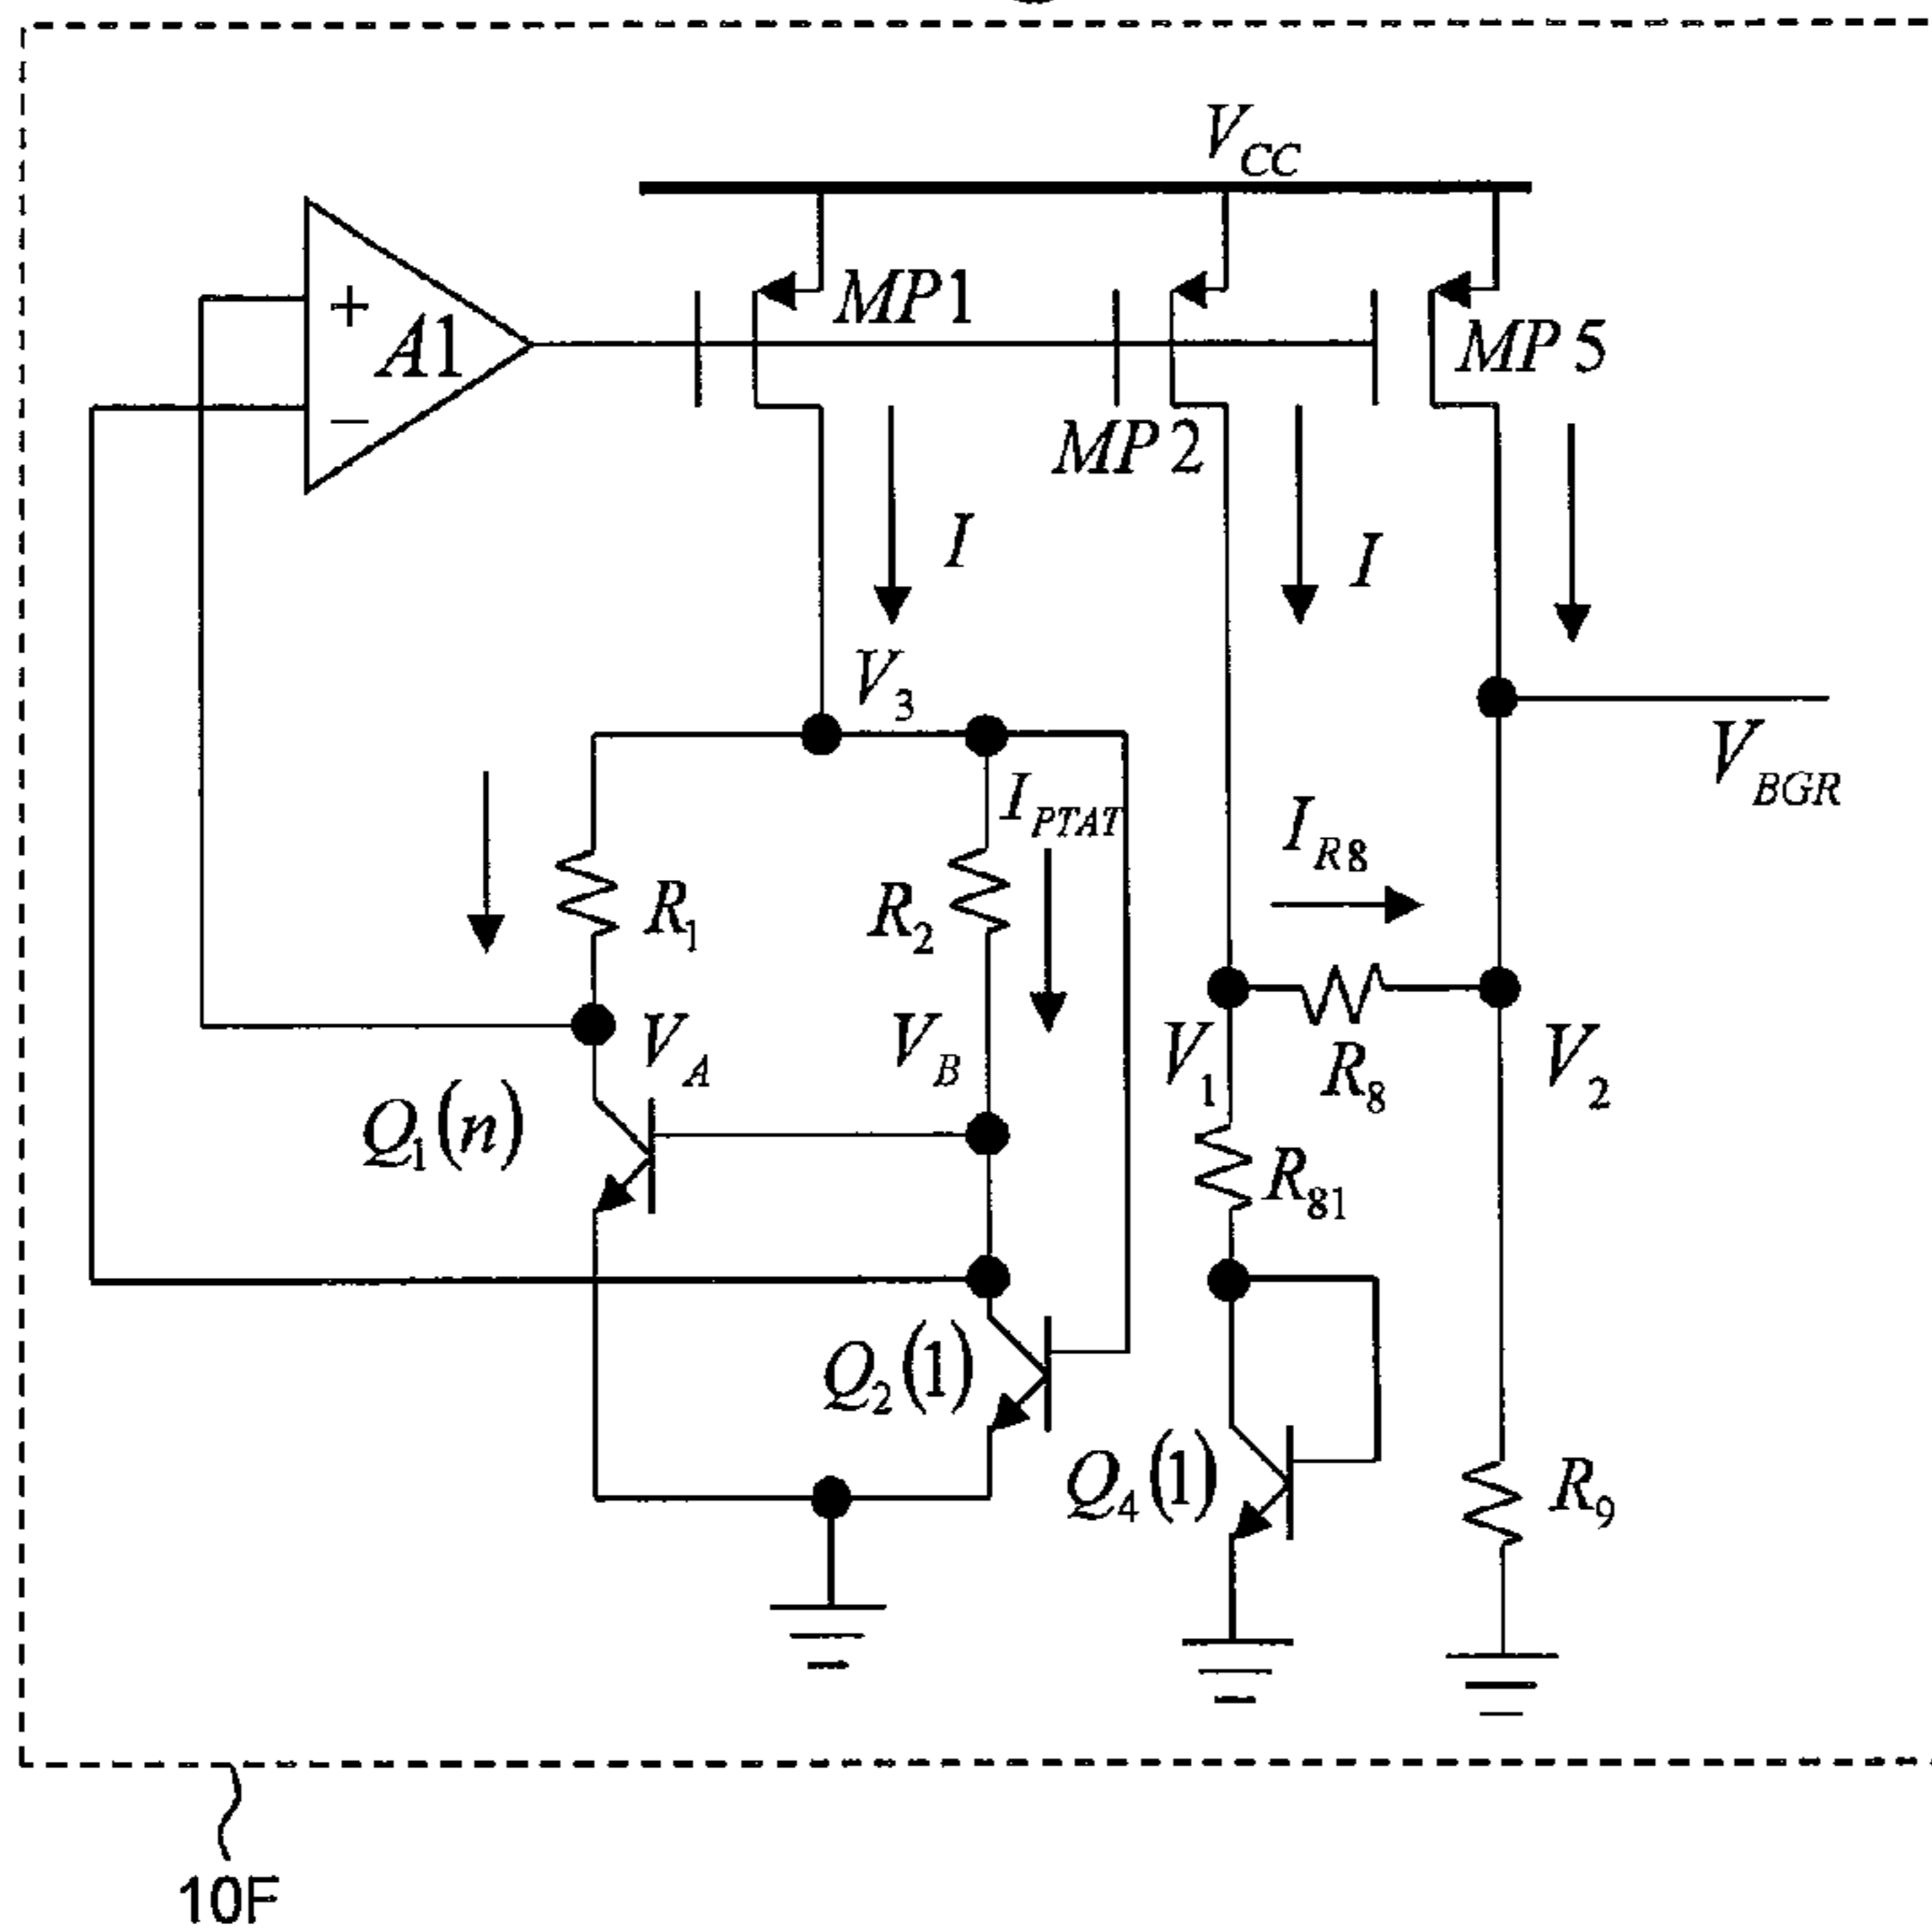 V_CC
+
A1
−
MP1
MP2
MP5
I
I
V_3
V_BGR
I_PTAT
I_R8
R_1
R_2
V_A
V_B
V_1
R_8
V_2
Q_1(n)
R_81
Q_2(1)
Q_4(1)
R_9
10F